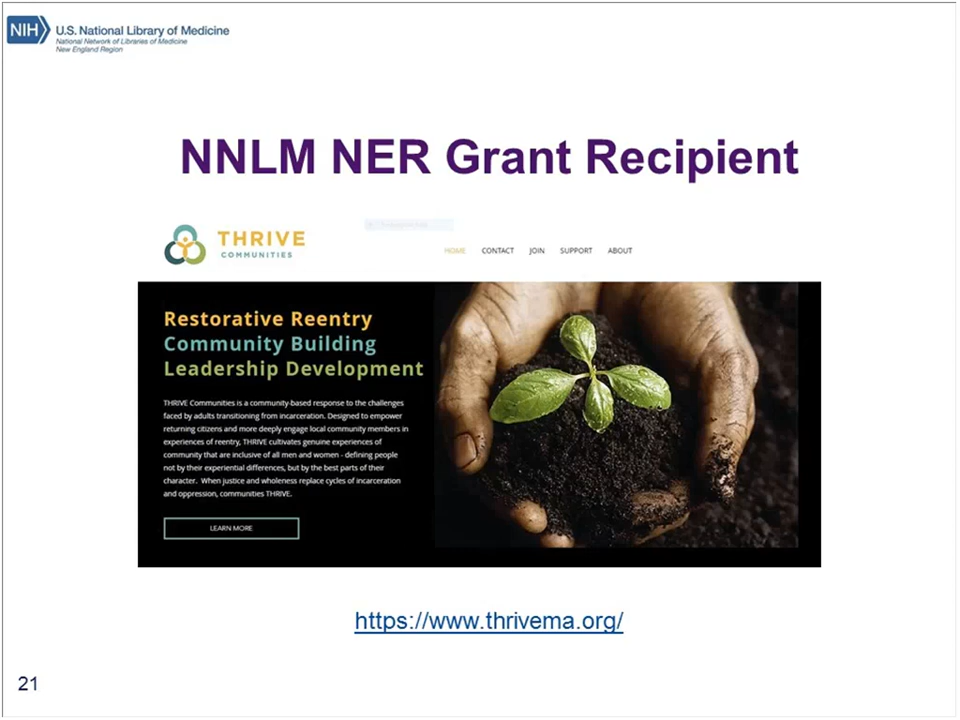 NIH
U.S. National Library of Medicine
National Network of Libraries of Medicine
New England Region
NNLM NER Grant Recipient
THRIVE
COMMUNITIES
HOME CONTACT JOIN SUPPORT ABOUT
Restorative Reentry
Community Building
Leadership Development
THRIVE Communities is a community-based response to the challenges
faced by adults transitioning from incarceration. Designed to empower
returning citizens and more deeply engage local community members in
experiences of reentry, THRIVE cultivates genuine experiences of
community that are inclusive of all men and women - defining people
not by their experiential differences, but by the best parts of their
character. When justice and wholeness replace cycles of incarceration
and oppression, communities THRIVE.
LEARN MORE
https://www.thrivema.org/
21